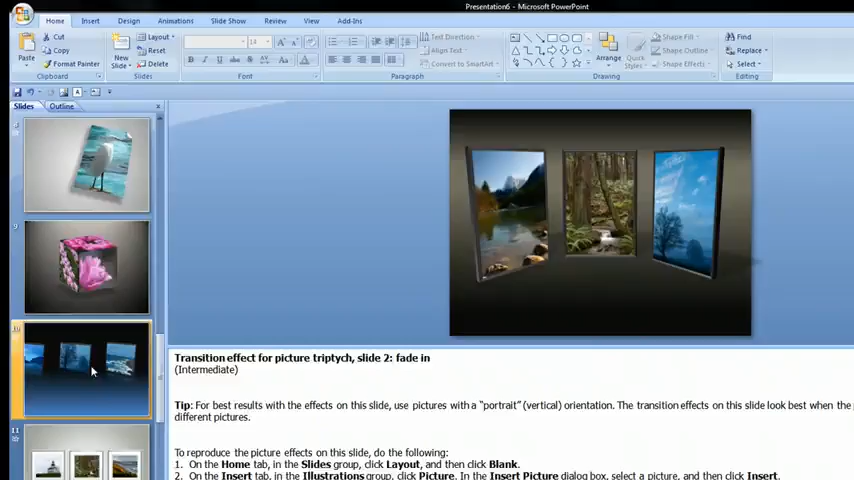 Presentation6 - Microsoft PowerPoint
Home Insert Design Animations Slide Show Review View Add-Ins
Cut
Copy
Format Painter
Paste
Clipboard
New
Slide
Layout
Reset
Delete
Slides
14
B I U
Aa
Font
Text Direction
Align Text
Convert to SmartArt
Paragraph
Arrange
Quick
Styles
Shape Fill
Shape Outline
Shape Effects
Drawing
Find
Replace
Select
Editing
Slides Outline
9
10
11
Transition effect for picture triptych, slide 2: fade in
(Intermediate)
Tip: For best results with the effects on this slide, use pictures with a “portrait” (vertical) orientation. The transition effects on this slide look best when the
different pictures.
To reproduce the picture effects on this slide, do the following:
1. On the Home tab, in the Slides group, click Layout, and then click Blank.
2. On the Insert tab, in the Illustrations group, click Picture. In the Insert Picture dialog box, select a picture, and then click Insert.